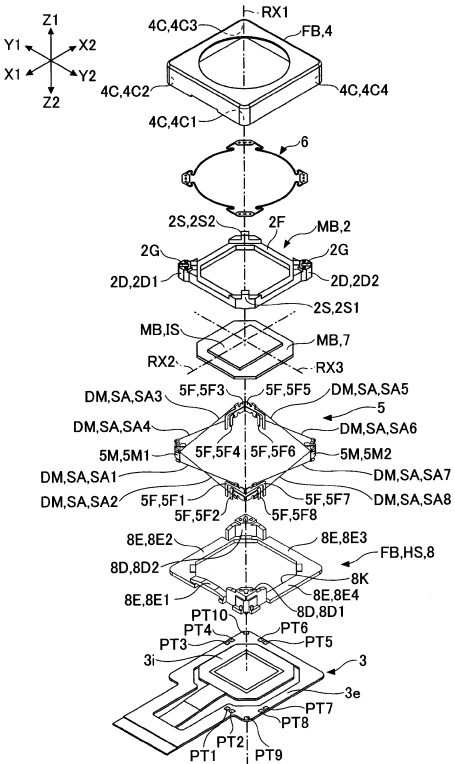 RX1
Z1
4C,4C3
FB,4
Y1
X2
X1
Y2
4C,4C2
4C,4C4
Z2
4C,4C1
6
2S,2S2
2F
MB,2
2G
2G
2D,2D1
2D,2D2
2S,2S1
MB,IS
MB,7
RX2
RX3
5F,5F3
5F,5F5
DM,SA,SA3
DM,SA,SA5
5
DM,SA,SA4
DM,SA,SA6
5F,5F4
5F,5F6
5M,5M1
5M,5M2
DM,SA,SA1
DM,SA,SA7
DM,SA,SA2
5F,5F1
5F,5F7
DM,SA,SA8
5F,5F2
5F,5F8
8E,8E2
8E,8E3
8D,8D2
FB,HS,8
8K
8E,8E1
8E,8E4
8D,8D1
PT10
PT4
PT6
PT3
PT5
3i
3
3e
PT7
PT1
PT2
PT8
PT9